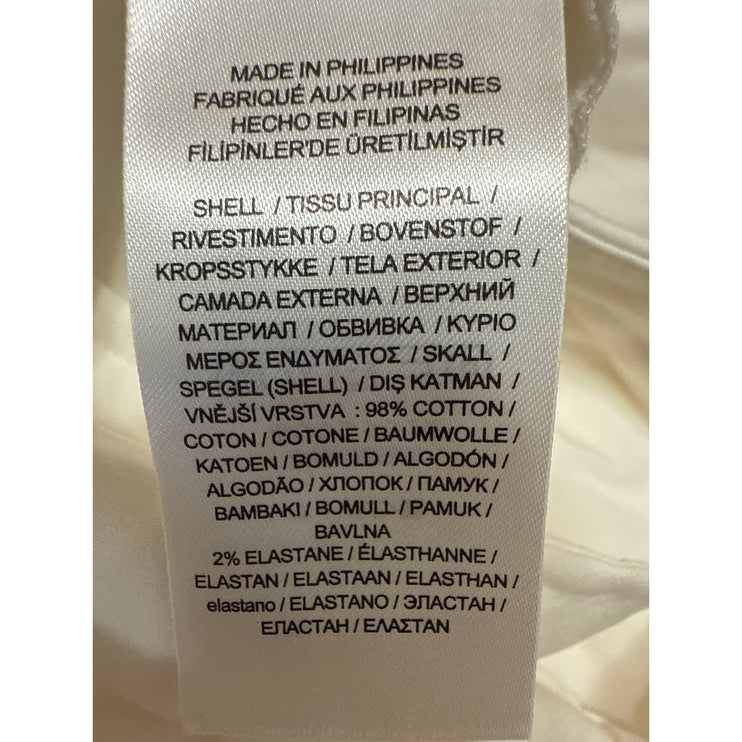 MADE IN PHILIPPINES
FABRIQUÉ AUX PHILIPPINES
HECHO EN FILIPINAS
FİLİPİNLER'DE ÜRETİLMİŞTİR
SHELL / TISSU PRINCIPAL /
RIVESTIMENTO / BOVENSTOF /
KROPSSTYKKE / TELA EXTERIOR /
CAMADA EXTERNA / ВЕРХНИЙ
МАТЕРИАЛ / ОБВИВКА / ΚΥΡΙΟ
ΜΕΡΟΣ ΕΝΔΥΜΑΤΟΣ / SKALL /
SPEGEL (SHELL) / DIŞ KATMAN /
VNĚJŠÍ VRSTVA : 98% COTTON /
COTON / COTONE / BAUMWOLLE /
KATOEN / BOMULD / ALGODÓN /
ALGODÃO / ХЛОПОК / ПАМУК /
BAMBAKI / BOMULL / PAMUK /
BAVLNA
2% ELASTANE / ÉLASTHANNE /
ELASTAN / ELASTAAN / ELASTHAN /
elastano / ELASTANO / ЭЛАСТАН /
ЕЛАСТАН / ΕΛΑΣΤΑΝ